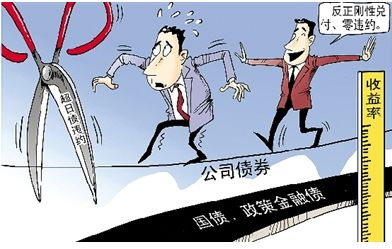 反正刚性兑
付、零违约。
超日债违约
收益率
公司债券
国债、政策金融债